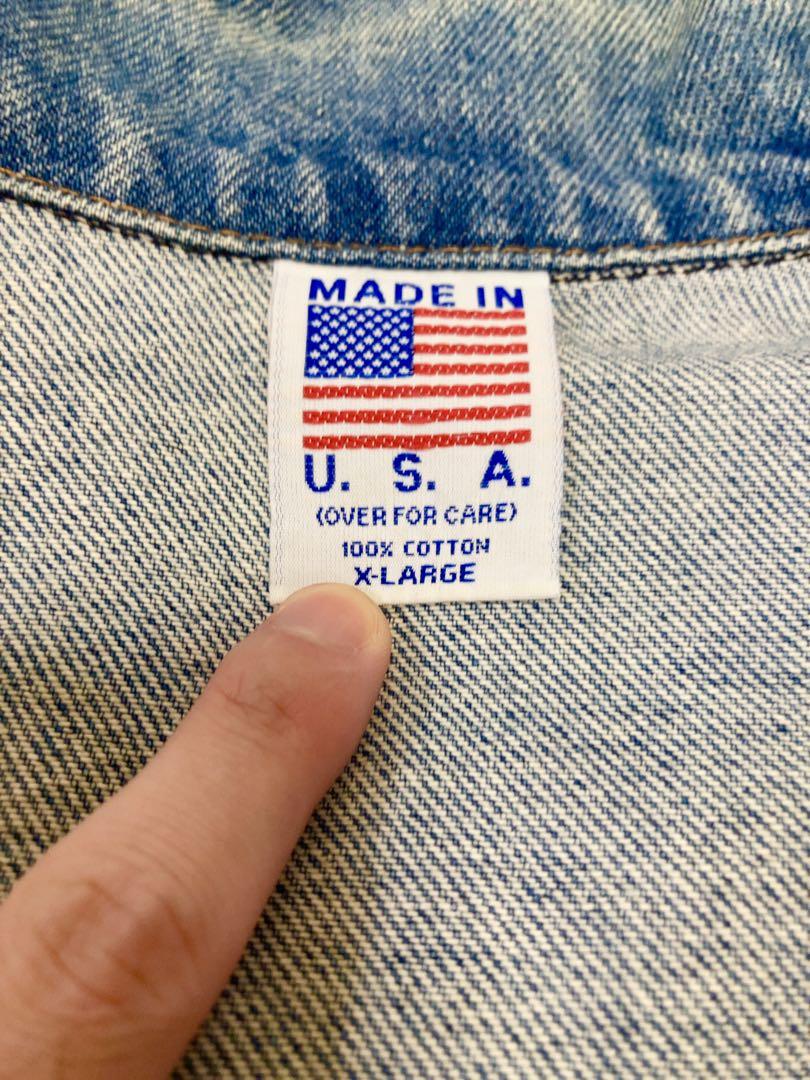 MADE IN
U. S. A.
(OVER FOR CARE)
100% COTTON
X-LARGE